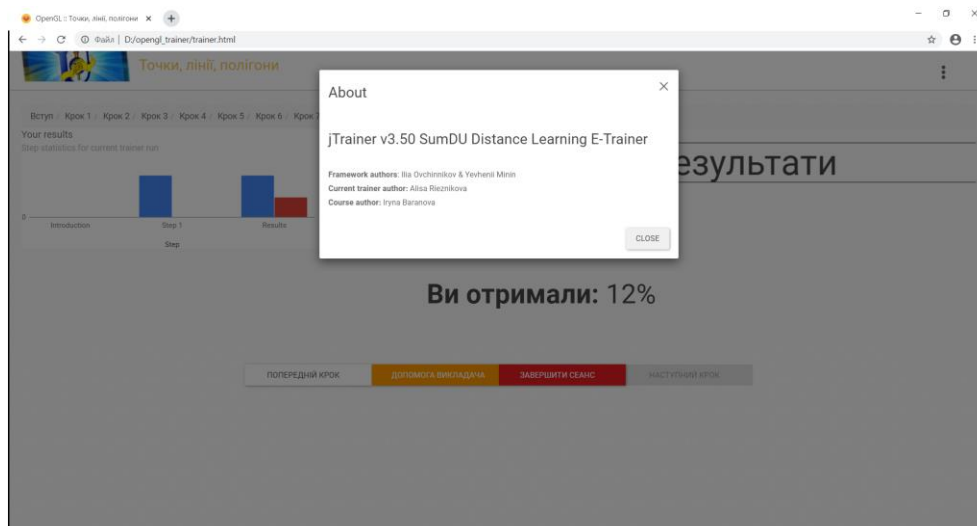 OpenGL :: Точки, лінії, полігони
Файл | D:/opengl_trainer/trainer.html
Точки, лінії, полігони
Вступ / Крок 1 / Крок 2 / Крок 3 / Крок 4 / Крок 5 / Крок 6 / Крок 7
Your results
Step statistics for current trainer run
0
Introduction Step 1 Results
Step
About
jTrainer v3.50 SumDU Distance Learning E-Trainer
Framework authors: Ilia Ovchinnikov & Yevhenii Minin
Current trainer author: Alisa Rieznikova
Course author: Iryna Baranova
CLOSE
езультати
Ви отримали: 12%
ПОПЕРЕДНІЙ КРОК ДОПОМОГА ВИКЛАДАЧА ЗАВЕРШИТИ СЕАНС НАСТУПНИЙ КРОК